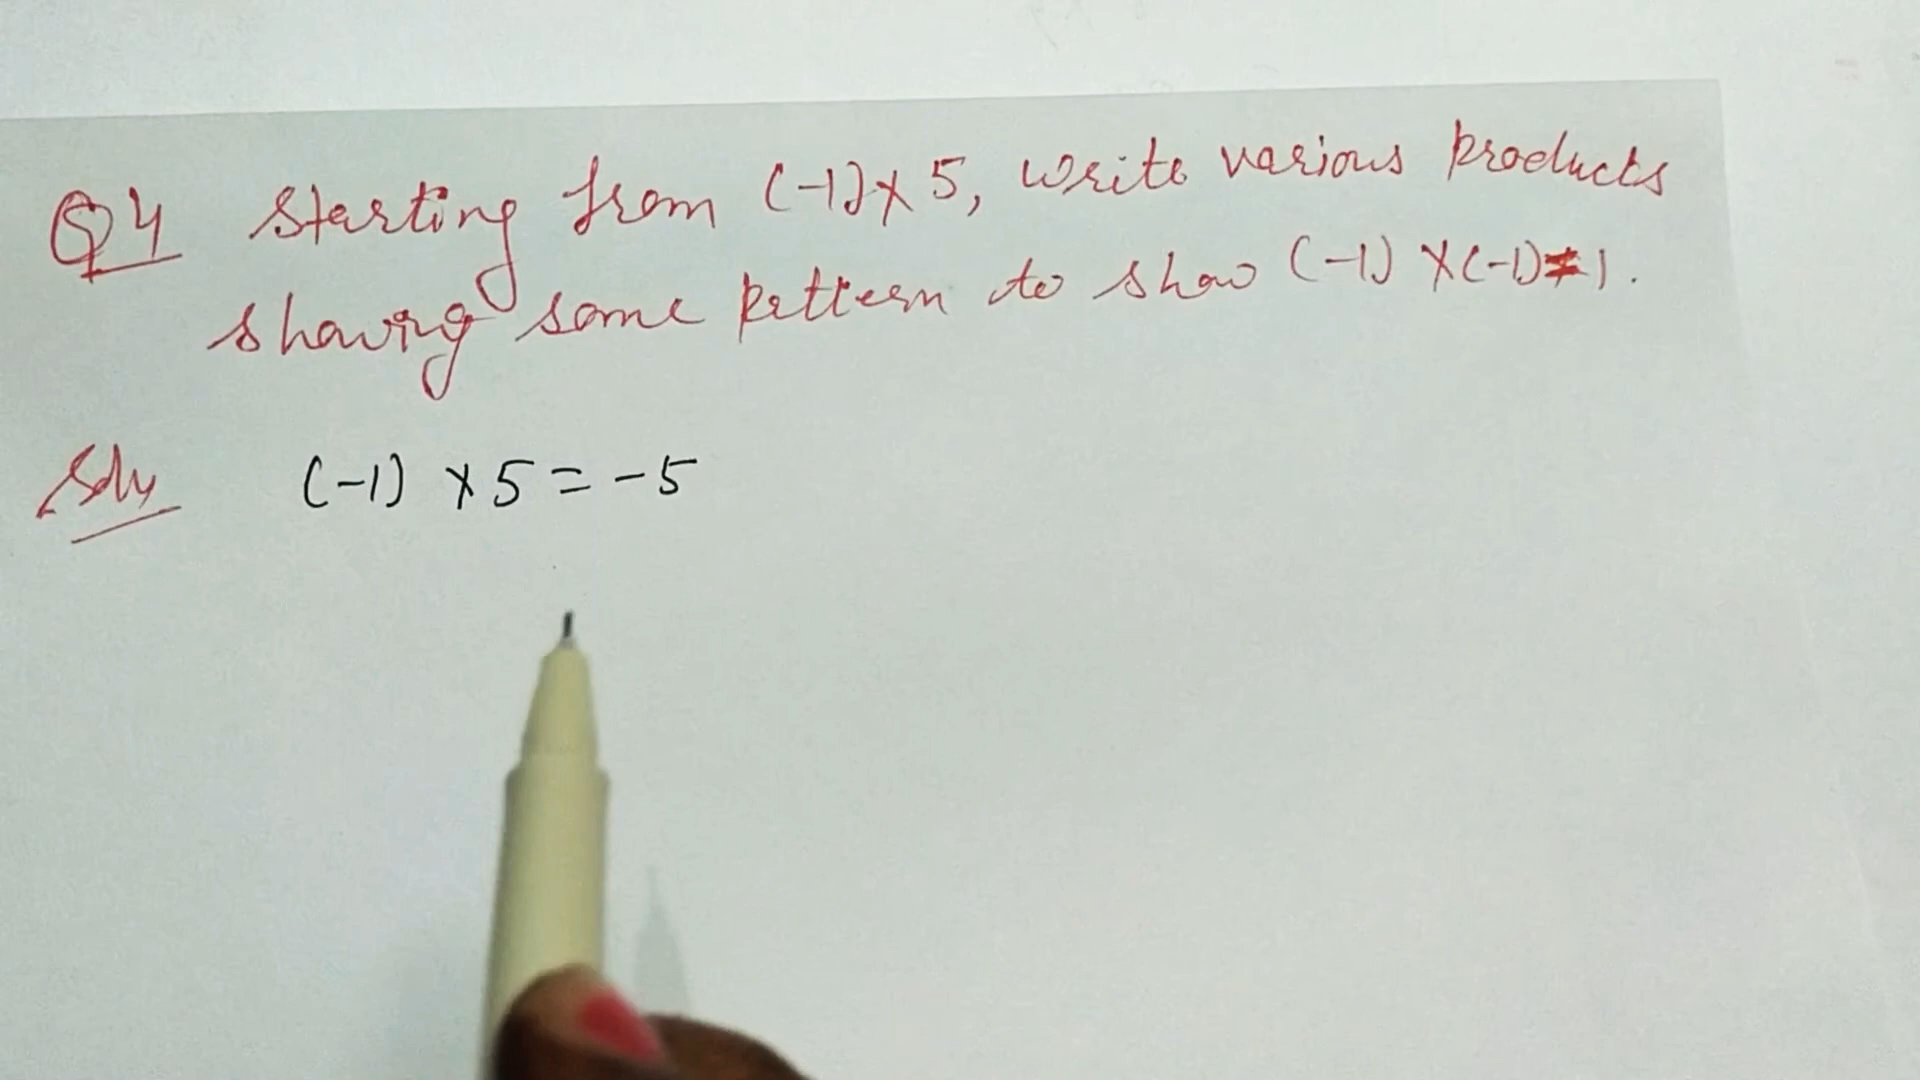 Q4 Starting from (-1)×5, write various products
showing some pattern to show (-1)×(-1)=1.
Soln (-1) × 5 = -5